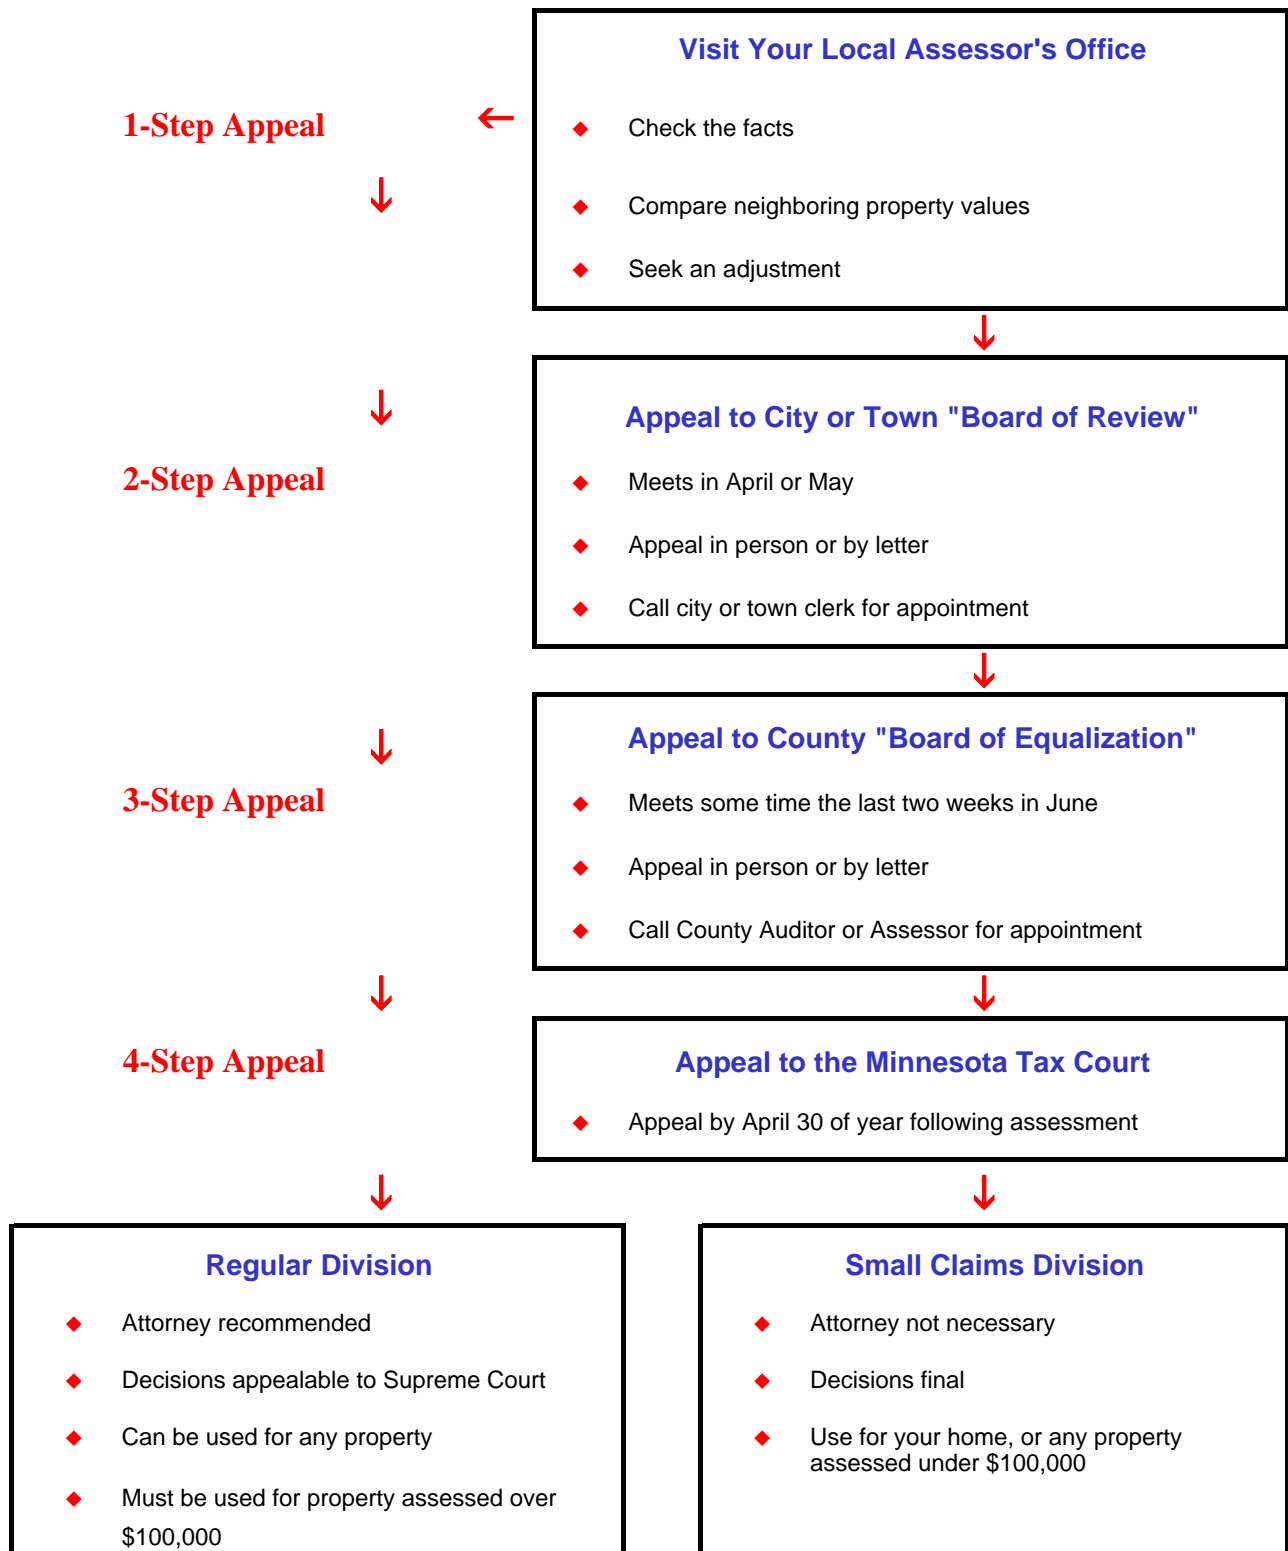 Visit Your Local Assessor's Office
1-Step Appeal
Check the facts
Compare neighboring property values
Seek an adjustment
Appeal to City or Town "Board of Review"
2-Step Appeal
Meets in April or May
Appeal in person or by letter
Call city or town clerk for appointment
Appeal to County "Board of Equalization"
3-Step Appeal
Meets some time the last two weeks in June
Appeal in person or by letter
Call County Auditor or Assessor for appointment
4-Step Appeal
Appeal to the Minnesota Tax Court
Appeal by April 30 of year following assessment
Regular Division
Attorney recommended
Decisions appealable to Supreme Court
Can be used for any property
Must be used for property assessed over
$100,000
Small Claims Division
Attorney not necessary
Decisions final
Use for your home, or any property
assessed under $100,000